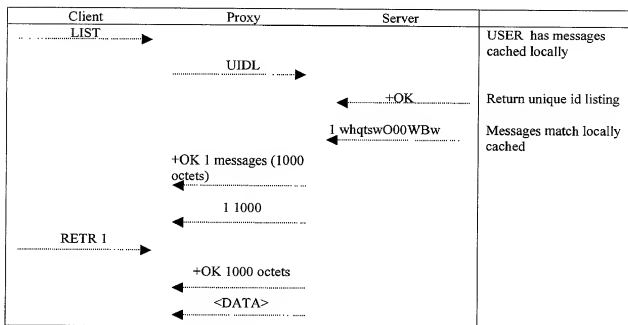 Client Proxy Server
LIST
USER has messages
cached locally
UIDL
+OK
Return unique id listing
1 whqtswO00WBw
Messages match locally
cached
+OK 1 messages (1000
octets)
1 1000
RETR 1
+OK 1000 octets
<DATA>